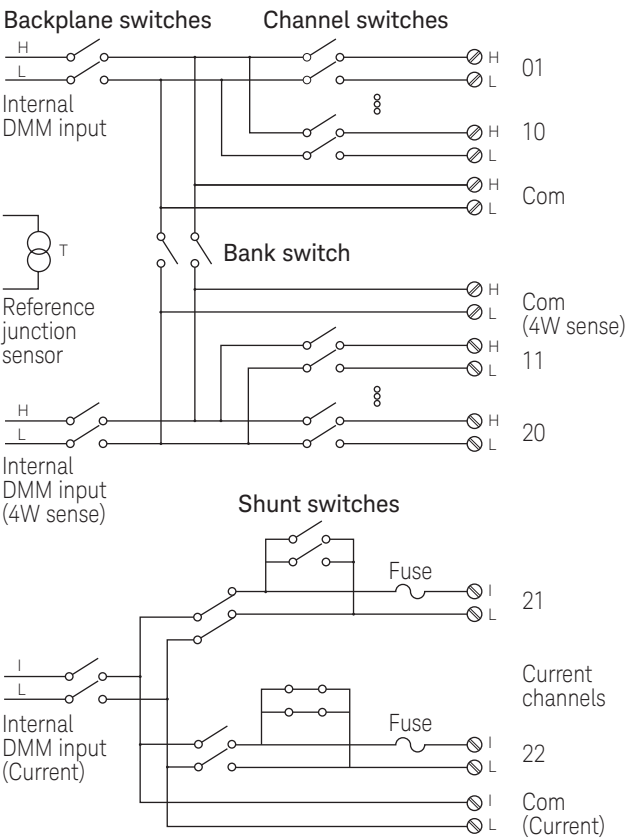 Backplane switches
Channel switches
H
L
Internal
DMM input
H
L
01
H
L
10
H
L
Com
Bank switch
T
Reference
junction
sensor
H
L
Com
(4W sense)
H
L
11
H
L
20
H
L
Internal
DMM input
(4W sense)
Shunt switches
Fuse
I
L
21
I
L
Internal
DMM input
(Current)
Current
channels
Fuse
I
L
22
I
L
Com
(Current)